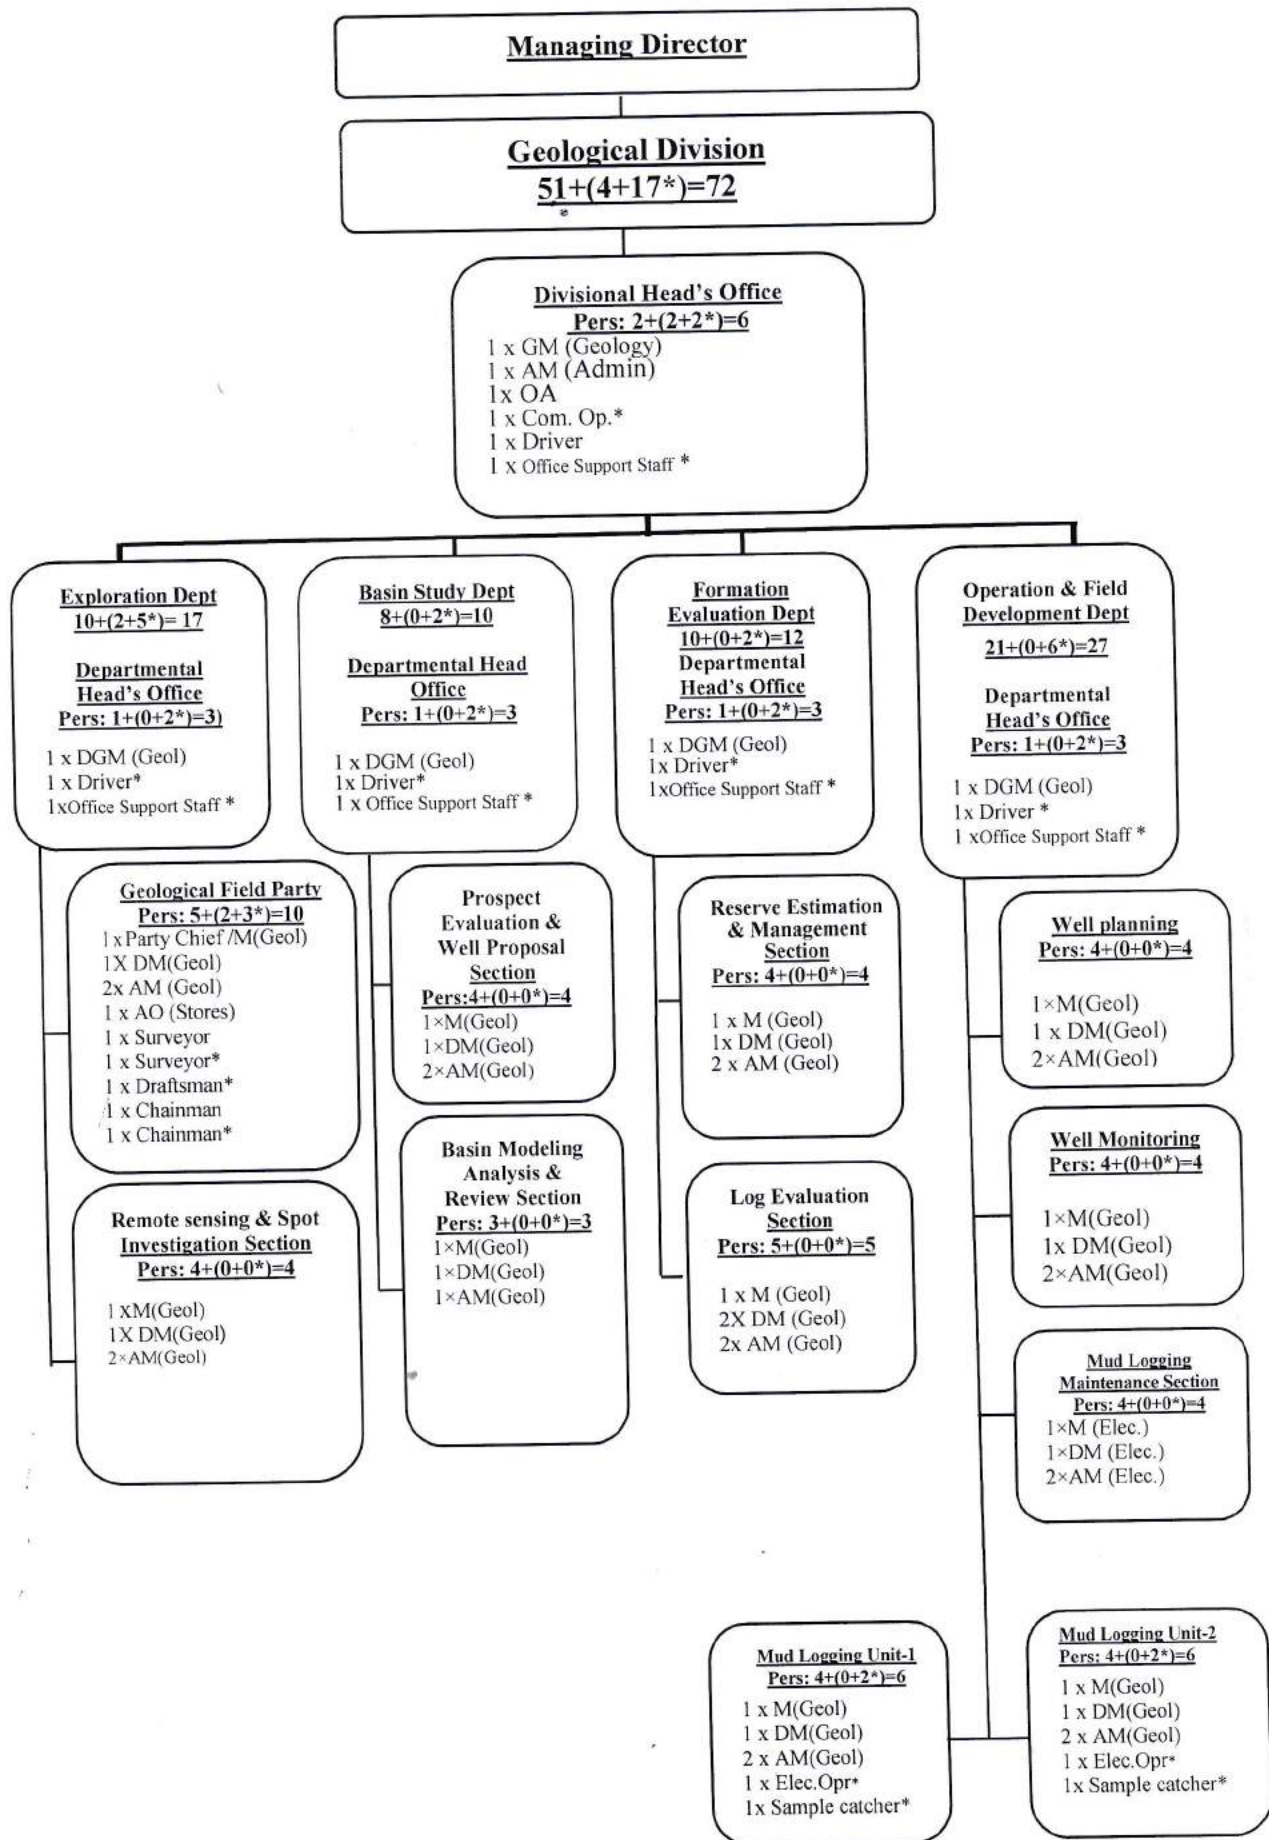 Managing Director
Geological Division
51+(4+17*)=72
Divisional Head's Office
Pers: 2+(2+2*)=6
1 x GM (Geology)
1 x AM (Admin)
1x OA
1 x Com. Op.*
1 x Driver
1 x Office Support Staff *
Exploration Dept
10+(2+5*)= 17
Departmental
Head's Office
Pers: 1+(0+2*)=3)
1 x DGM (Geol)
1 x Driver*
1xOffice Support Staff *
Basin Study Dept
8+(0+2*)=10
Departmental Head
Office
Pers: 1+(0+2*)=3
1 x DGM (Geol)
1x Driver*
1 x Office Support Staff *
Formation
Evaluation Dept
10+(0+2*)=12
Departmental
Head's Office
Pers: 1+(0+2*)=3
1 x DGM (Geol)
1x Driver*
1xOffice Support Staff *
Operation & Field
Development Dept
21+(0+6*)=27
Departmental
Head's Office
Pers: 1+(0+2*)=3
1 x DGM (Geol)
1x Driver *
1 xOffice Support Staff *
Geological Field Party
Pers: 5+(2+3*)=10
1xParty Chief /M(Geol)
1X DM(Geol)
2x AM (Geol)
1 x AO (Stores)
1 x Surveyor
1 x Surveyor*
1 x Draftsman*
1 x Chainman
1 x Chainman*
Remote sensing & Spot
Investigation Section
Pers: 4+(0+0*)=4
1xM(Geol)
1X DM(Geol)
2×AM(Geol)
Prospect
Evaluation &
Well Proposal
Section
Pers:4+(0+0*)=4
1×M(Geol)
1×DM(Geol)
2×AM(Geol)
Basin Modeling
Analysis &
Review Section
Pers: 3+(0+0*)=3
1×M(Geol)
1×DM(Geol)
1×AM(Geol)
Reserve Estimation
& Management
Section
Pers: 4+(0+0*)=4
1 x M (Geol)
1x DM (Geol)
2 x AM (Geol)
Log Evaluation
Section
Pers: 5+(0+0*)=5
1 x M (Geol)
2X DM (Geol)
2x AM (Geol)
Well planning
Pers: 4+(0+0*)=4
1×M(Geol)
1 x DM(Geol)
2×AM(Geol)
Well Monitoring
Pers: 4+(0+0*)=4
1×M(Geol)
1x DM(Geol)
2×AM(Geol)
Mud Logging
Maintenance Section
Pers: 4+(0+0*)=4
1×M (Elec.)
1×DM (Elec.)
2×AM (Elec.)
Mud Logging Unit-1
Pers: 4+(0+2*)=6
1 x M(Geol)
1 x DM(Geol)
2 x AM(Geol)
1 x Elec.Opr*
1x Sample catcher*
Mud Logging Unit-2
Pers: 4+(0+2*)=6
1 x M(Geol)
1 x DM(Geol)
2 x AM(Geol)
1 x Elec.Opr*
1x Sample catcher*